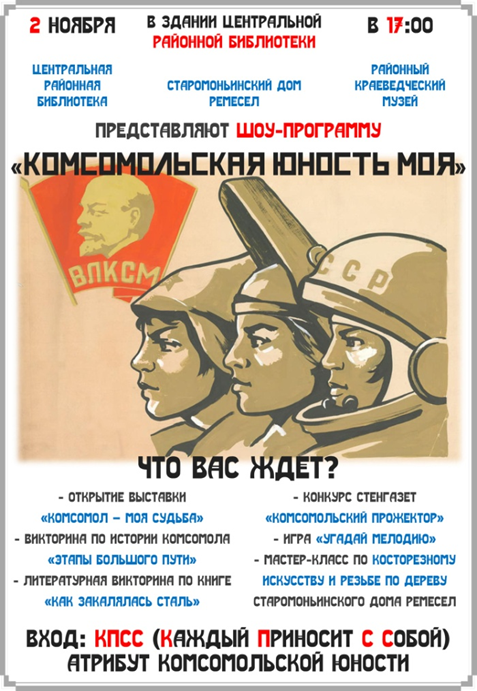 2 НОЯБРЯ
В ЗДАНИИ ЦЕНТРАЛЬНОЙ
РАЙОННОЙ БИБЛИОТЕКИ
В 17:00
ЦЕНТРАЛЬНАЯ
РАЙОННАЯ
БИБЛИОТЕКА
СТАРОМОНЬИНСКИЙ ДОМ
РЕМЕСЕЛ
РАЙОННЫЙ
КРАЕВЕДЧЕСКИЙ
МУЗЕЙ
ПРЕДСТАВЛЯЮТ ШОУ-ПРОГРАММУ
«КОМСОМОЛЬСКАЯ ЮНОСТЬ МОЯ»
ВЛКСМ
ССР
ЧТО ВАС ЖДЕТ?
- ОТКРЫТИЕ ВЫСТАВКИ
«КОМСОМОЛ – МОЯ СУДЬБА»
- ВИКТОРИНА ПО ИСТОРИИ КОМСОМОЛА
«ЭТАПЫ БОЛЬШОГО ПУТИ»
- ЛИТЕРАТУРНАЯ ВИКТОРИНА ПО КНИГЕ
«КАК ЗАКАЛЯЛАСЬ СТАЛЬ»
- КОНКУРС СТЕНГАЗЕТ
«КОМСОМОЛЬСКИЙ ПРОЖЕКТОР»
- ИГРА «УГАДАЙ МЕЛОДИЮ»
- МАСТЕР-КЛАСС ПО КОСТОРЕЗНОМУ
ИСКУССТВУ И РЕЗЬБЕ ПО ДЕРЕВУ
СТАРОМОНЬИНСКОГО ДОМА РЕМЕСЕЛ
ВХОД: КПСС (КАЖДЫЙ ПРИНОСИТ С СОБОЙ)
АТРИБУТ КОМСОМОЛЬСКОЙ ЮНОСТИ